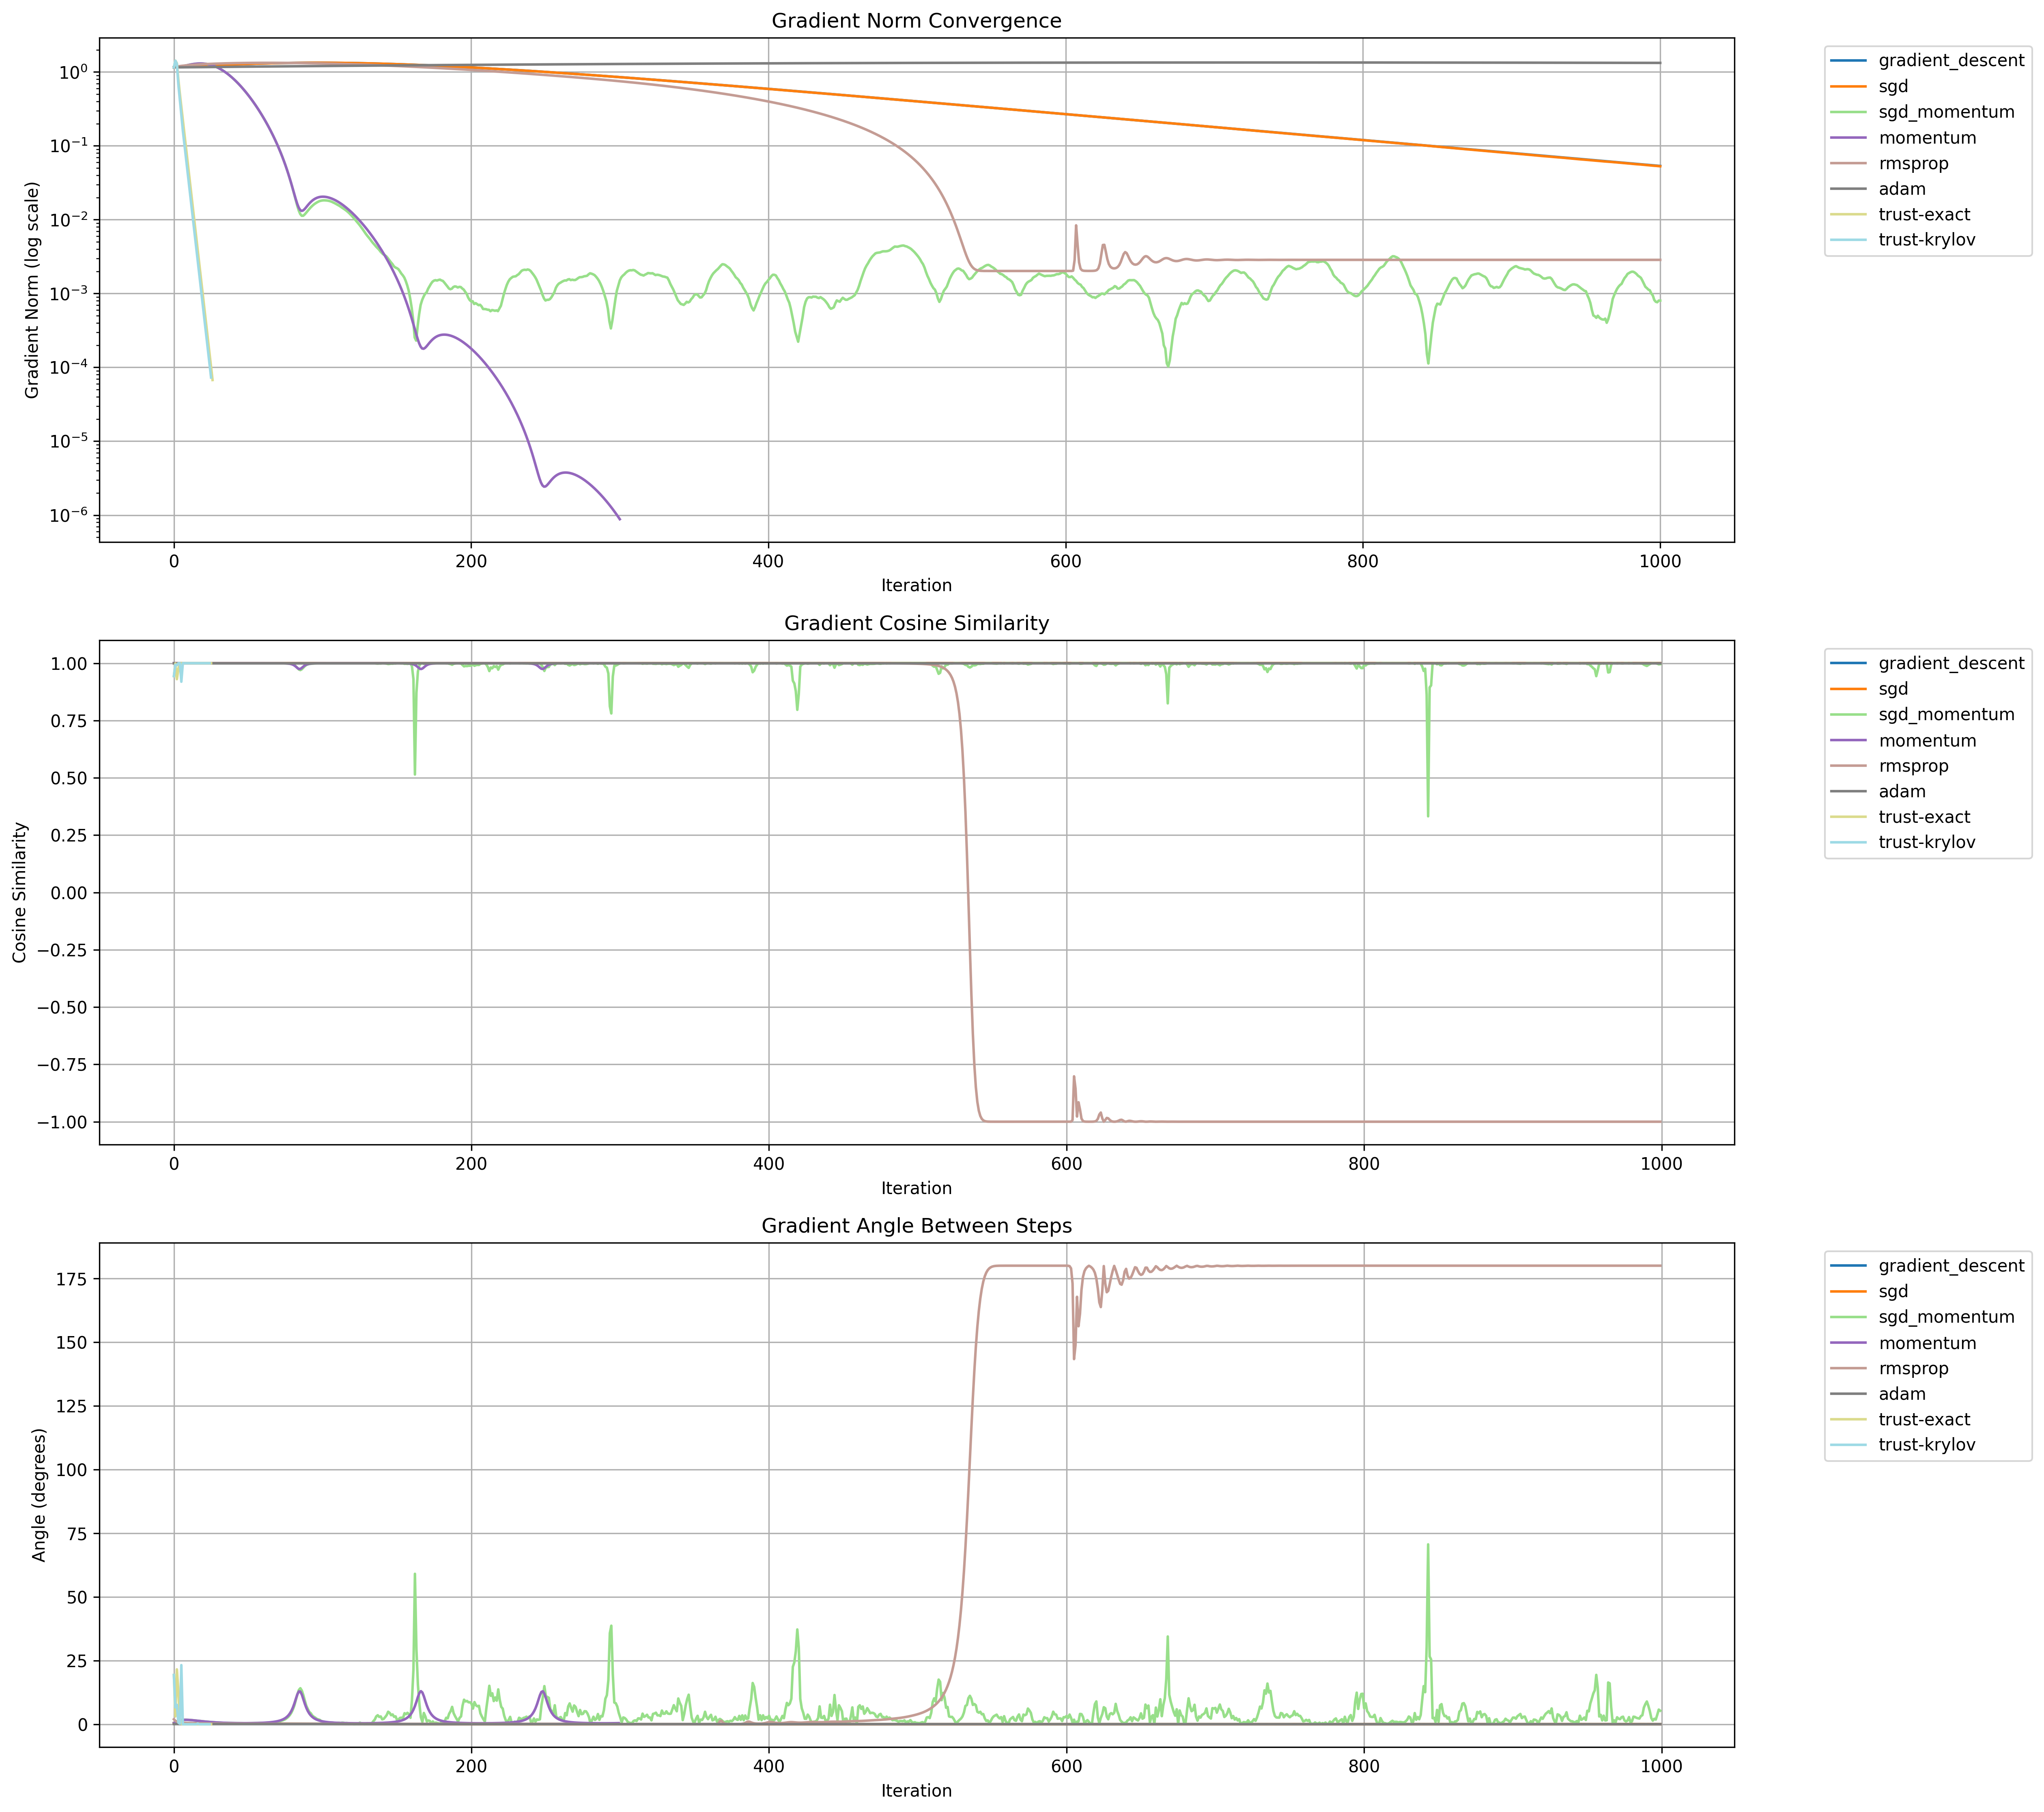 Gradient Norm Convergence
Gradient Norm (log scale)
10⁰
10⁻¹
10⁻²
10⁻³
10⁻⁴
10⁻⁵
10⁻⁶
0 200 400 600 800 1000
Iteration
gradient_descent
sgd
sgd_momentum
momentum
rmsprop
adam
trust-exact
trust-krylov
Gradient Cosine Similarity
Cosine Similarity
1.00
0.75
0.50
0.25
0.00
−0.25
−0.50
−0.75
−1.00
0 200 400 600 800 1000
Iteration
gradient_descent
sgd
sgd_momentum
momentum
rmsprop
adam
trust-exact
trust-krylov
Gradient Angle Between Steps
Angle (degrees)
175
150
125
100
75
50
25
0
0 200 400 600 800 1000
Iteration
gradient_descent
sgd
sgd_momentum
momentum
rmsprop
adam
trust-exact
trust-krylov